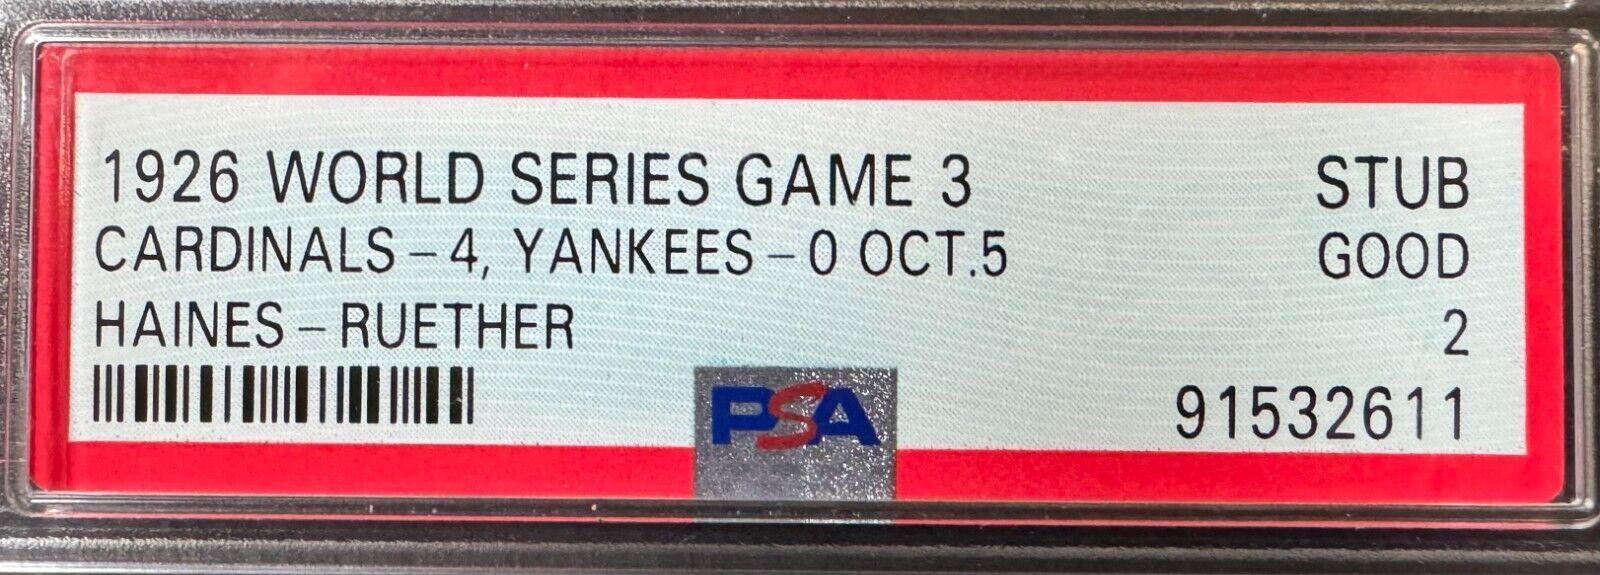 1926 WORLD SERIES GAME 3 STUB
CARDINALS-4, YANKEES-0 OCT.5 GOOD
HAINES-RUETHER 2
PSA 91532611